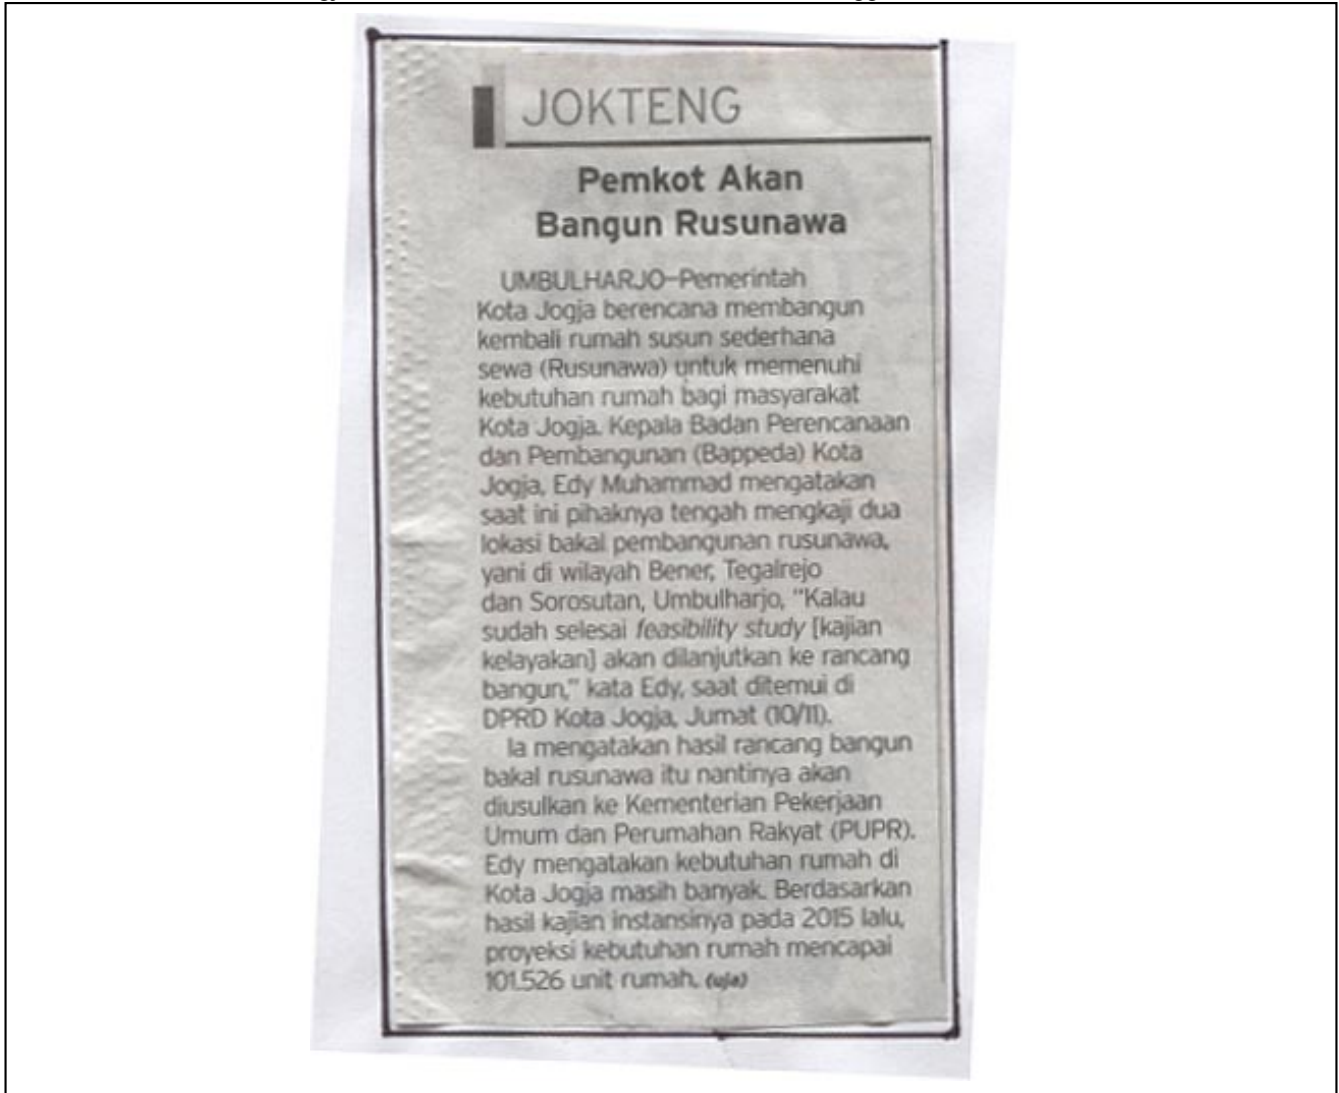 JOKTENG
Pemkot Akan
Bangun Rusunawa
UMBULHARJO—Pemerintah
Kota Jogja berencana membangun
kembali rumah susun sederhana
sewa (Rusunawa) untuk memenuhi
kebutuhan rumah bagi masyarakat
Kota Jogja. Kepala Badan Perencanaan
dan Pembangunan (Bappeda) Kota
Jogja, Edy Muhammad mengatakan
saat ini pihaknya tengah mengkaji dua
lokasi bakal pembangunan rusunawa,
yani di wilayah Bener, Tegalrejo
dan Sorosutan, Umbulharjo, "Kalau
sudah selesai feasibility study [kajian
kelayakan] akan dilanjutkan ke rancang
bangun," kata Edy, saat ditemui di
DPRD Kota Jogja, Jumat (10/11).
Ia mengatakan hasil rancang bangun
bakal rusunawa itu nantinya akan
diusulkan ke Kementerian Pekerjaan
Umum dan Perumahan Rakyat (PUPR).
Edy mengatakan kebutuhan rumah di
Kota Jogja masih banyak. Berdasarkan
hasil kajian instansinya pada 2015 lalu,
proyeksi kebutuhan rumah mencapai
101.526 unit rumah. (uja)